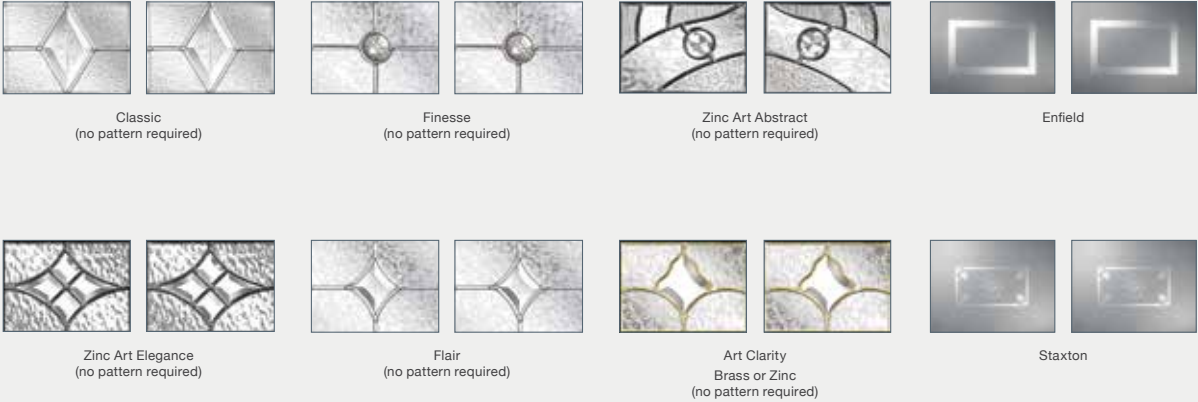 Classic
(no pattern required)
Finesse
(no pattern required)
Zinc Art Abstract
(no pattern required)
Enfield
Zinc Art Elegance
(no pattern required)
Flair
(no pattern required)
Art Clarity
Brass or Zinc
(no pattern required)
Staxton